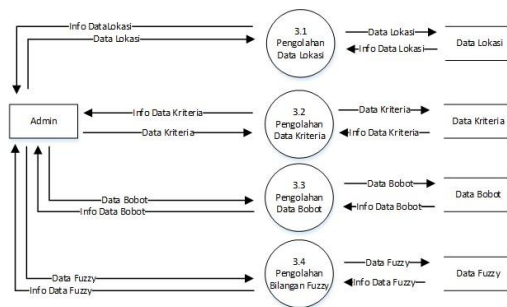 Info DataLokasi
Data Lokasi
3.1
Pengolahan
Data Lokasi
Data Lokasi
Info Data Lokasi
Data Lokasi
Admin
Info Data Kriteria
Data Kriteria
3.2
Pengolahan
Data Kriteria
Data Kriteria
Info Data Kriteria
Data Kriteria
Data Bobot
Info Data Bobot
3.3
Pengolahan
Data Bobot
Data Bobot
Info Data Bobot
Data Bobot
Data Fuzzy
Info Data Fuzzy
3.4
Pengolahan
Bilangan Fuzzy
Data Fuzzy
Info Data Fuzzy
Data Fuzzy